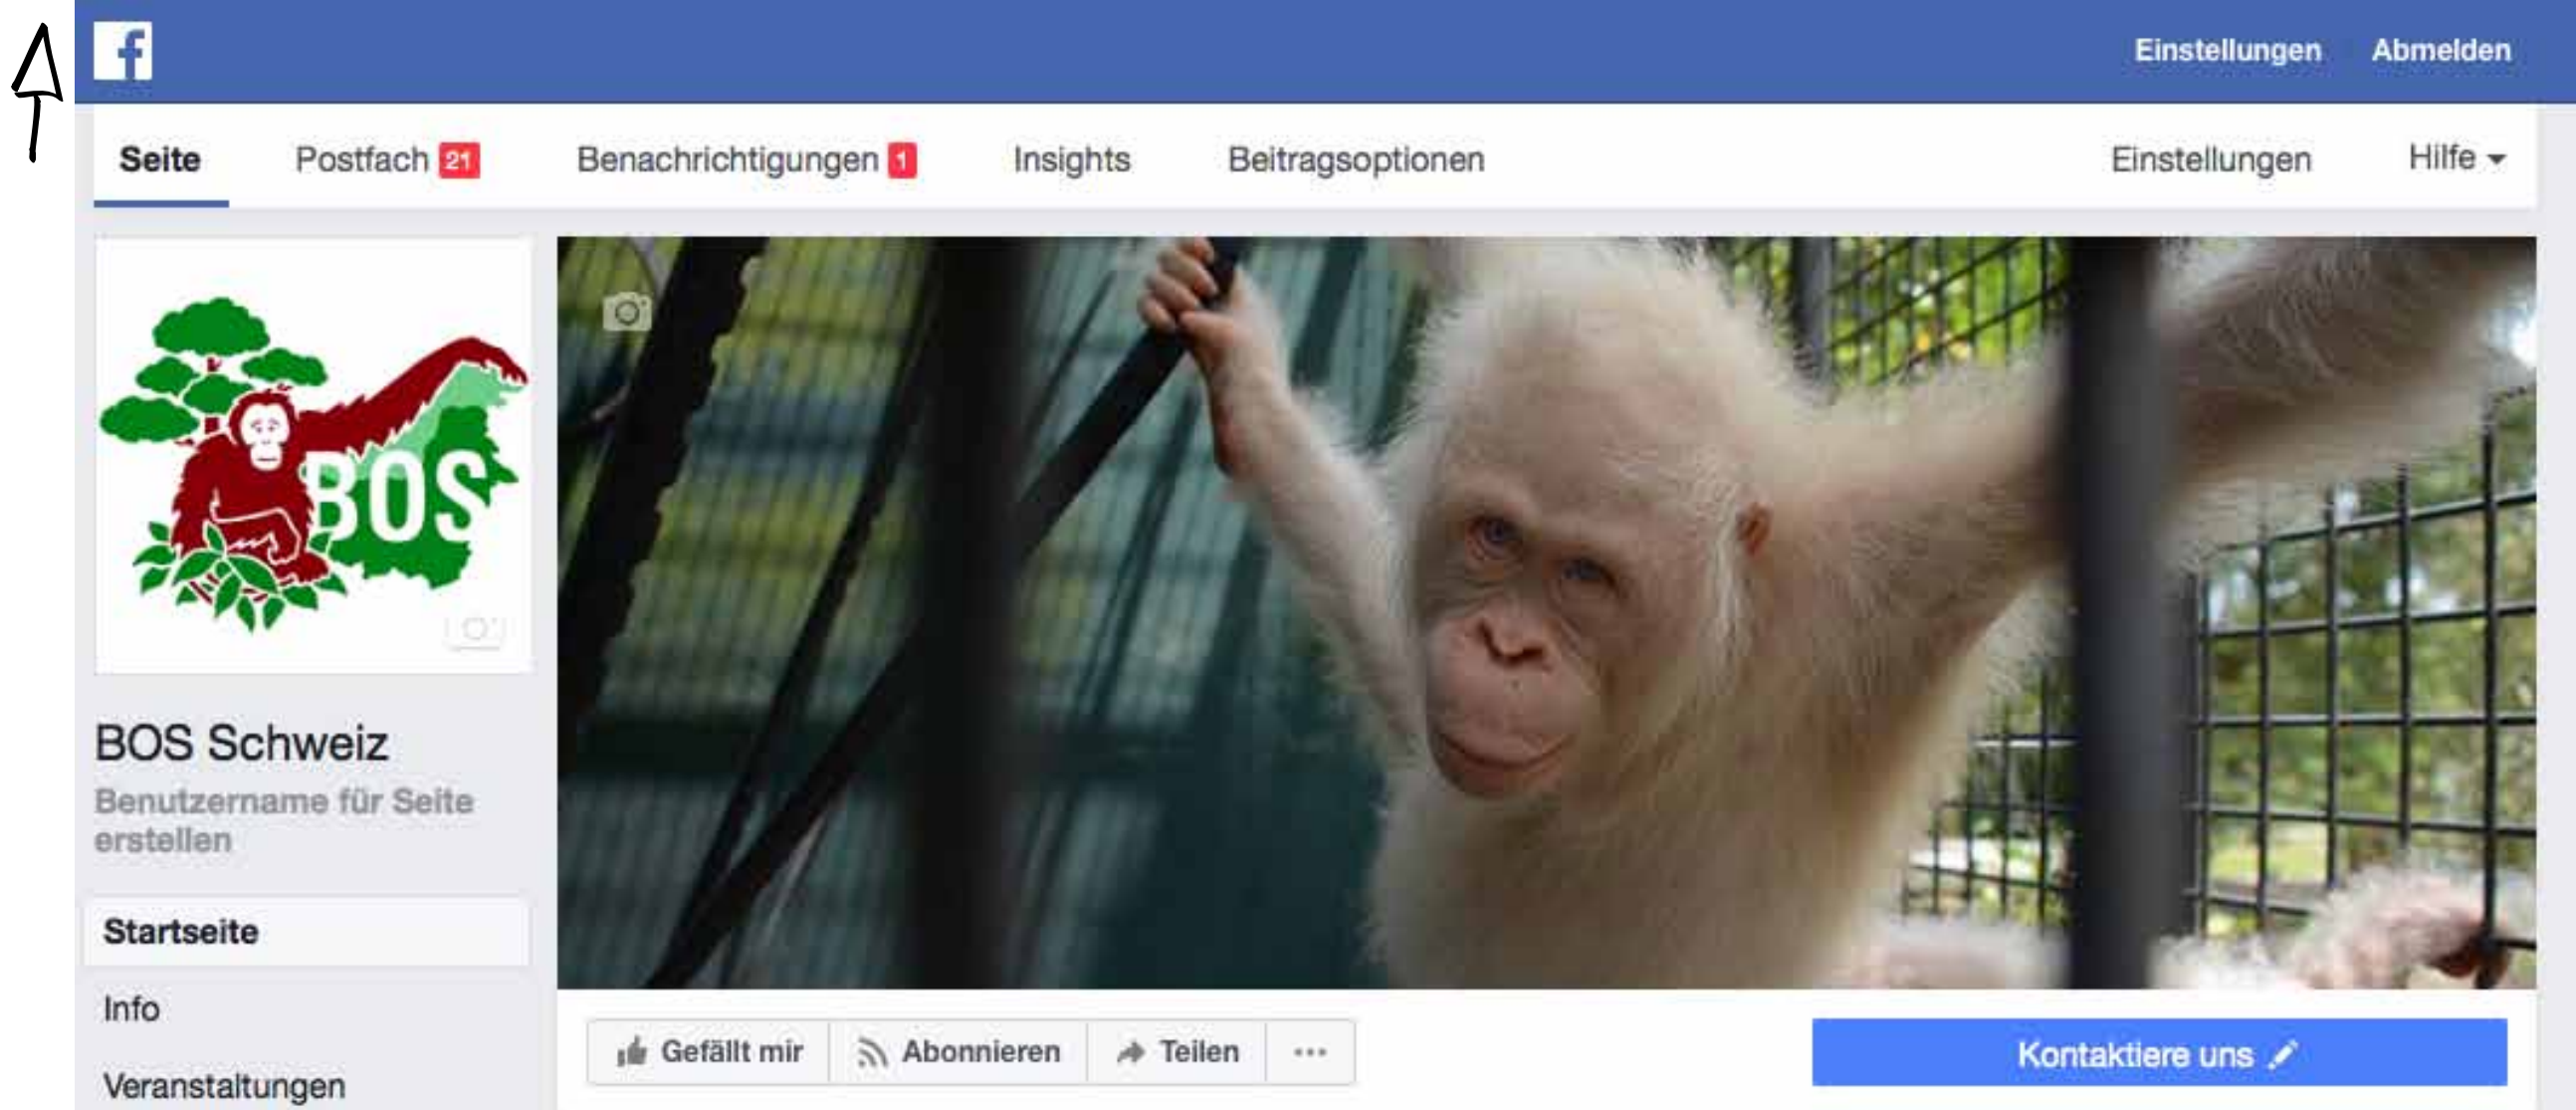 f
Einstellungen Abmelden
Seite Postfach 21 Benachrichtigungen 1 Insights Beitragsoptionen Einstellungen Hilfe
BOS
BOS Schweiz
Benutzername für Seite
erstellen
Startseite
Info
Veranstaltungen
Gefällt mir Abonnieren Teilen ...
Kontaktiere uns